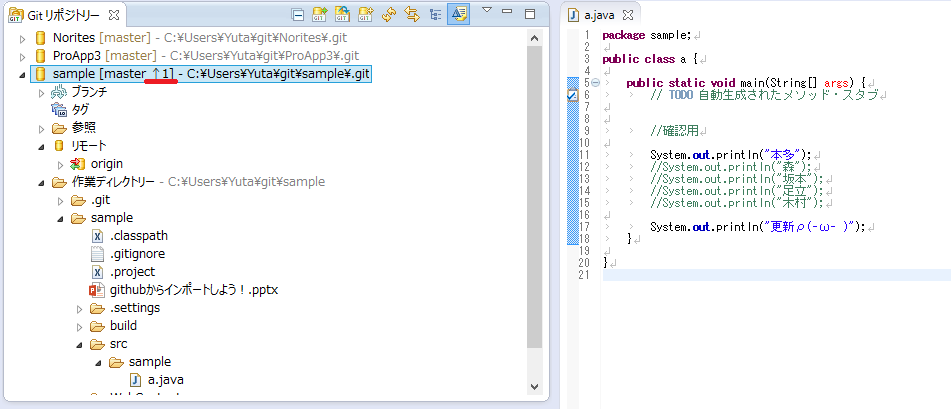 Git リポジトリー
Norites [master] - C:¥Users¥Yuta¥git¥Norites¥.git
ProApp3 [master] - C:¥Users¥Yuta¥git¥ProApp3¥.git
sample [master ↑1] - C:¥Users¥Yuta¥git¥sample¥.git
ブランチ
タグ
参照
リモート
origin
作業ディレクトリー - C:¥Users¥Yuta¥git¥sample
.git
sample
.classpath
.gitignore
.project
githubからインポートしよう！.pptx
.settings
build
src
sample
a.java
a.java
1 package sample;
2
3 public class a {
4
5 public static void main(String[] args) {
6 // TODO 自動生成されたメソッド・スタブ
7
8
9 //確認用
10
11 System.out.println("本多");
12 //System.out.println("森");
13 //System.out.println("坂本");
14 //System.out.println("足立");
15 //System.out.println("木村");
16
17 System.out.println("更新ρ(-ω- )");
18 }
19
20 }
21